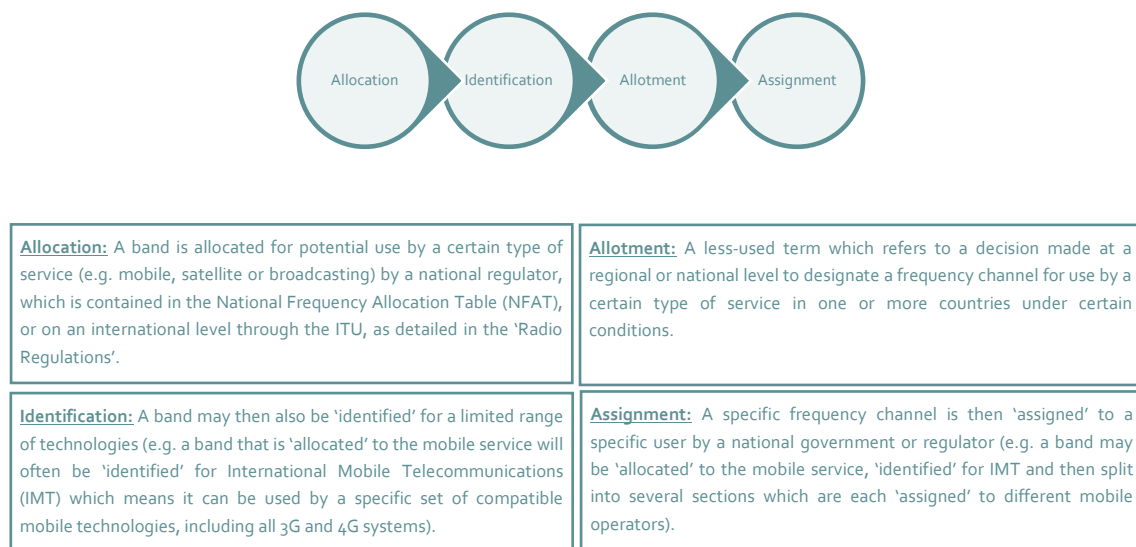 Allocation
Identification
Allotment
Assignment
Allocation: A band is allocated for potential use by a certain type of
service (e.g. mobile, satellite or broadcasting) by a national regulator,
which is contained in the National Frequency Allocation Table (NFAT),
or on an international level through the ITU, as detailed in the ‘Radio
Regulations’.
Allotment: A less-used term which refers to a decision made at a
regional or national level to designate a frequency channel for use by a
certain type of service in one or more countries under certain
conditions.
Identification: A band may then also be ‘identified’ for a limited range
of technologies (e.g. a band that is ‘allocated’ to the mobile service will
often be ‘identified’ for International Mobile Telecommunications
(IMT) which means it can be used by a specific set of compatible
mobile technologies, including all 3G and 4G systems).
Assignment: A specific frequency channel is then ‘assigned’ to a
specific user by a national government or regulator (e.g. a band may
be ‘allocated’ to the mobile service, ‘identified’ for IMT and then split
into several sections which are each ‘assigned’ to different mobile
operators).